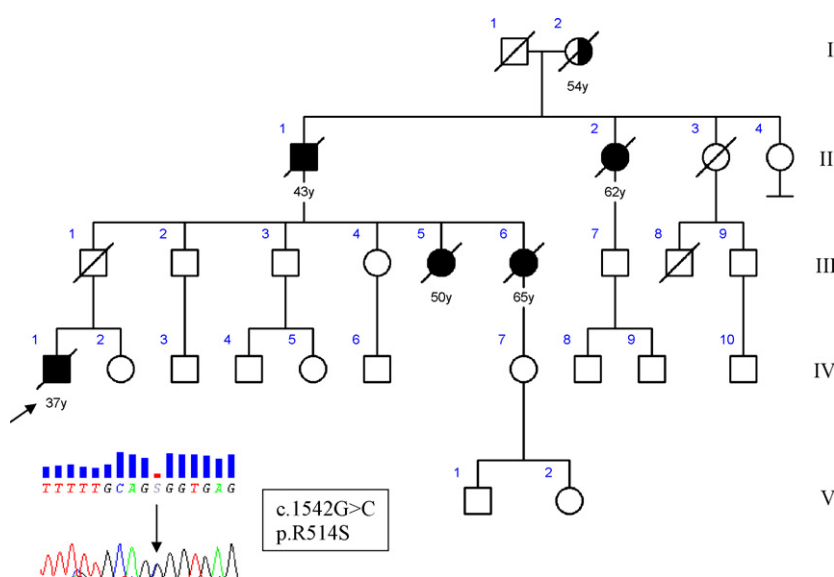 1 2 I
54y
1 2 3 4 II
43y 62y
1 2 3 4 5 6 7 8 9 III
50y 65y
1 2 3 4 5 6 7 8 9 10 IV
37y
1 2 V
TTTTTGCAGSGGTGAG
c.1542G>C
p.R514S